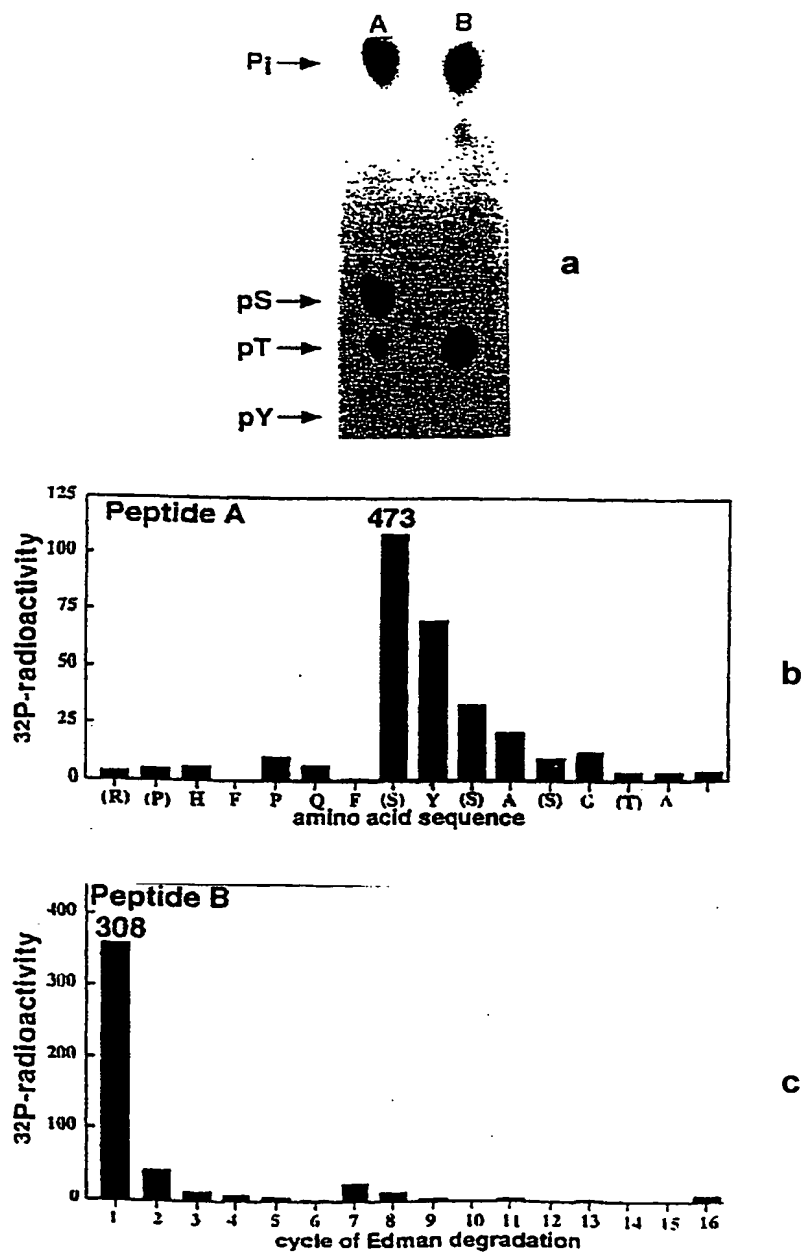 A B
Pi
a
pS
pT
pY
125
Peptide A
473
100
75
50
25
0
32P-radioactivity
b
(R) (P) H F P Q F (S) Y (S) A (S) G (T) A
amino acid sequence
Peptide B
400
308
300
200
100
0
32P-radioactivity
c
1 2 3 4 5 6 7 8 9 10 11 12 13 14 15 16
cycle of Edman degradation